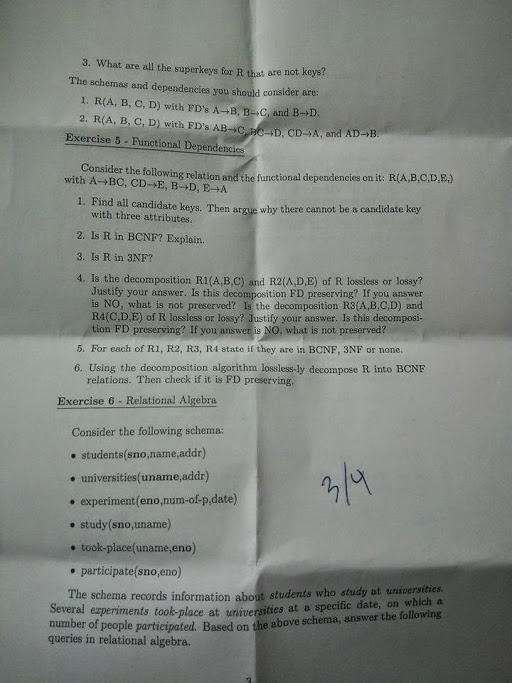 3. What are all the superkeys for R that are not keys?
The schemas and dependencies you should consider are:
1. R(A, B, C, D) with FD's A→B, B→C, and B→D.
2. R(A, B, C, D) with FD's AB→C, BC→D, CD→A, and AD→B.
Exercise 5 - Functional Dependencies
Consider the following relation and the functional dependencies on it: R(A,B,C,D,E,)
with A→BC, CD→E, B→D, E→A
1. Find all candidate keys. Then argue why there cannot be a candidate key
with three attributes.
2. Is R in BCNF? Explain.
3. Is R in 3NF?
4. Is the decomposition R1(A,B,C) and R2(A,D,E) of R lossless or lossy?
Justify your answer. Is this decomposition FD preserving? If you answer
is NO, what is not preserved? Is the decomposition R3(A,B,C,D) and
R4(C,D,E) of R lossless or lossy? Justify your answer. Is this decomposi-
tion FD preserving? If you answer is NO, what is not preserved?
5. For each of R1, R2, R3, R4 state if they are in BCNF, 3NF or none.
6. Using the decomposition algorithm lossless-ly decompose R into BCNF
relations. Then check if it is FD preserving.
Exercise 6 - Relational Algebra
Consider the following schema:
• students(sno,name,addr)
• universities(uname,addr)
• experiment(eno,num-of-p,date)
• study(sno,uname)
• took-place(uname,eno)
• participate(sno,eno)
3/4
The schema records information about students who study at universities.
Several experiments took-place at universities at a specific date, on which a
number of people participated. Based on the above schema, answer the following
queries in relational algebra.
3